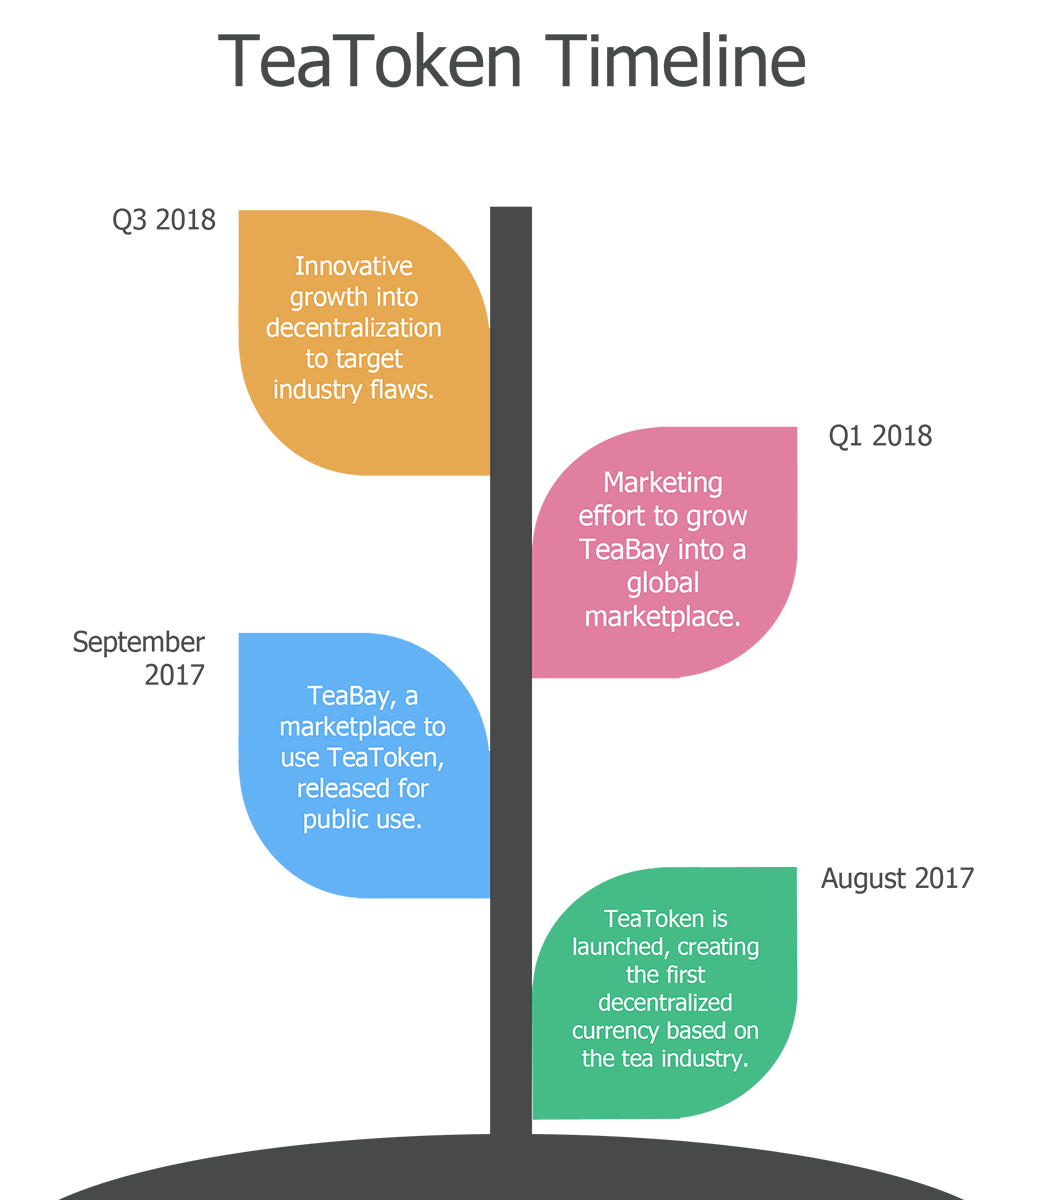 TeaToken Timeline
Q3 2018
Innovative
growth into
decentralization
to target
industry flaws.
Q1 2018
Marketing
effort to grow
TeaBay into a
global
marketplace.
September
2017
TeaBay, a
marketplace to
use TeaToken,
released for
public use.
August 2017
TeaToken is
launched, creating
the first
decentralized
currency based on
the tea industry.